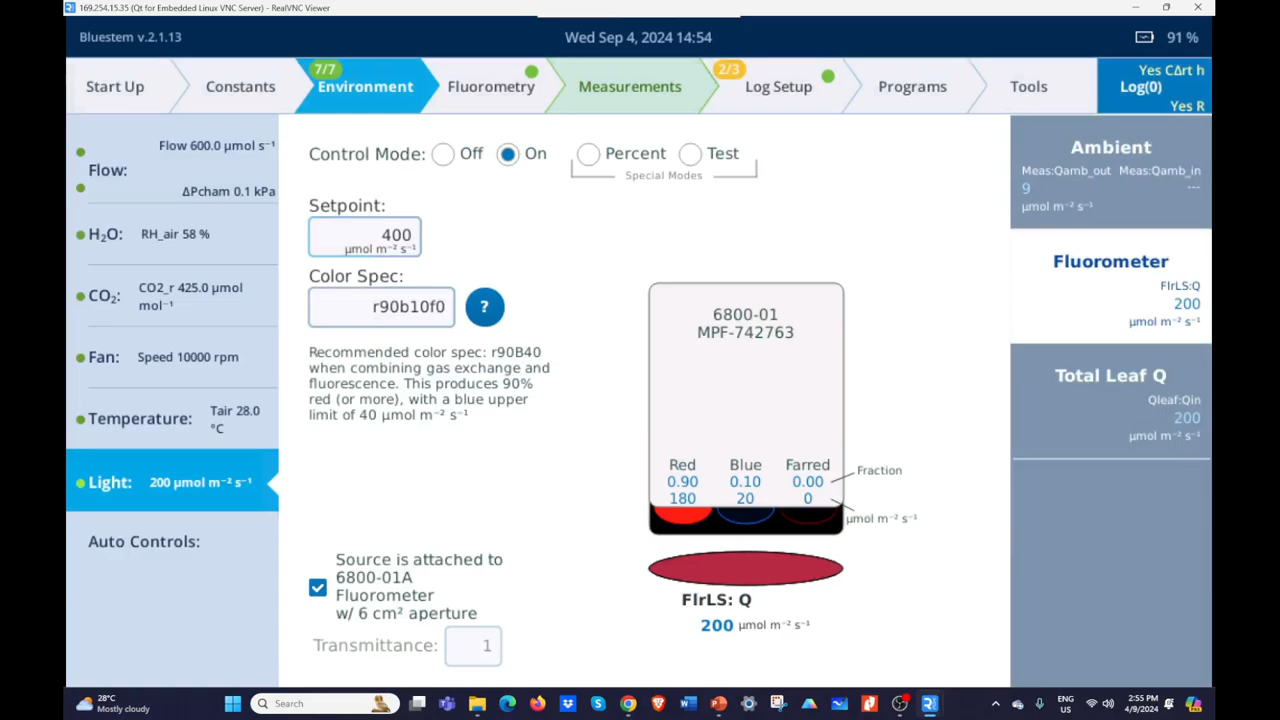 169.254.15.35 (Qt for Embedded Linux VNC Server) - RealVNC Viewer
Bluestem v.2.1.13
Wed Sep 4, 2024 14:54
91 %
Start Up
Constants
7/7
Environment
Fluorometry
Measurements
2/3
Log Setup
Programs
Tools
Yes CΔrt h
Log(0)
Yes R
Flow:
Flow 600.0 µmol s⁻¹
ΔPcham 0.1 kPa
H₂O:
RH_air 58 %
CO₂:
CO2_r 425.0 µmol
mol⁻¹
Fan:
Speed 10000 rpm
Temperature:
Tair 28.0
°C
Light:
200 µmol m⁻² s⁻¹
Auto Controls:
Control Mode:
Off
On
Percent
Test
Special Modes
Setpoint:
400
µmol m⁻² s⁻¹
Color Spec:
r90b10f0
?
Recommended color spec: r90B40
when combining gas exchange and
fluorescence. This produces 90%
red (or more), with a blue upper
limit of 40 µmol m⁻² s⁻¹
Source is attached to
6800-01A
Fluorometer
w/ 6 cm² aperture
Transmittance:
1
6800-01
MPF-742763
Red
Blue
Farred
0.90
0.10
0.00
180
20
0
Fraction
µmol m⁻² s⁻¹
FlrLS: Q
200 µmol m⁻² s⁻¹
Ambient
Meas:Qamb_out
Meas:Qamb_in
9
---
µmol m⁻² s⁻¹
Fluorometer
FlrLS:Q
200
µmol m⁻² s⁻¹
Total Leaf Q
Qleaf:Qin
200
µmol m⁻² s⁻¹
28°C
Mostly cloudy
Search
ENG
US
2:55 PM
4/9/2024